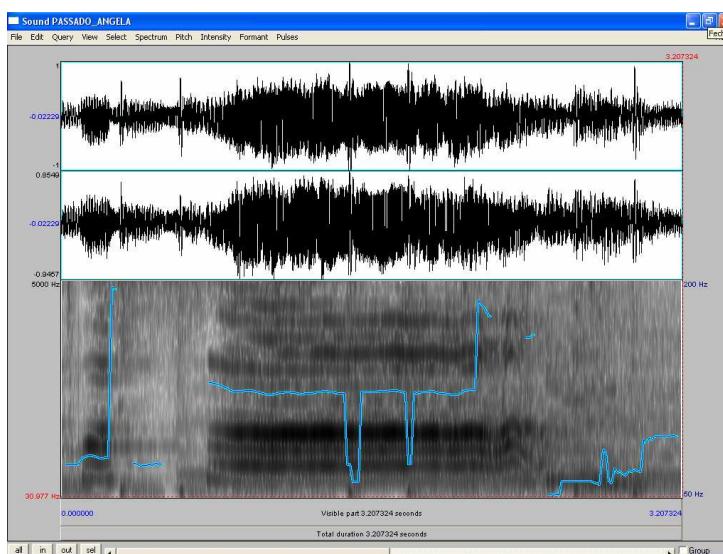 Sound PASSADO_ANGELA
File Edit Query View Select Spectrum Pitch Intensity Formant Pulses
Fech
3.207324
1
-0.02229
-1
0.8549
-0.02229
-0.9467
5000 Hz
200 Hz
30.977 Hz
50 Hz
0.000000
Visible part 3.207324 seconds
3.207324
Total duration 3.207324 seconds
all in out sel
Group